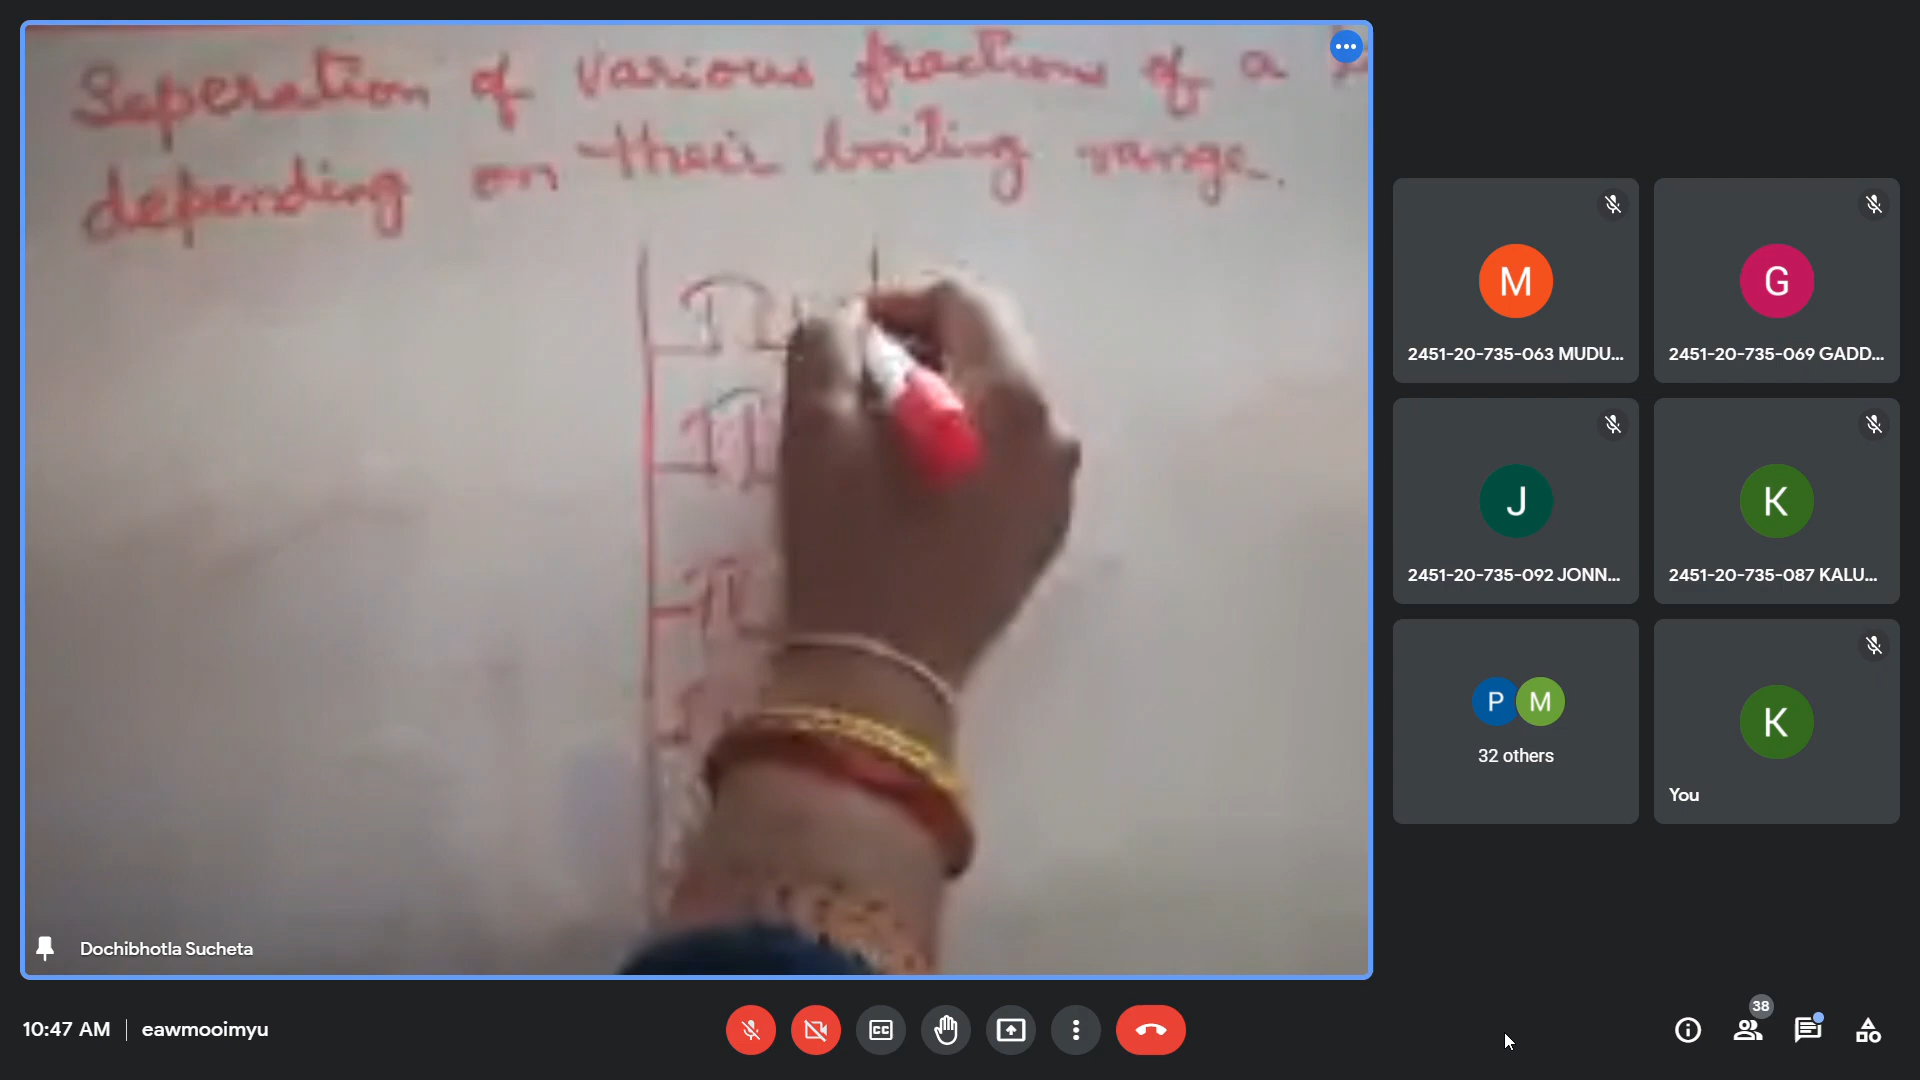 Seperation of various fractions of a
depending on their boiling range.
M
2451-20-735-063 MUDU...
G
2451-20-735-069 GADD...
J
2451-20-735-092 JONN...
K
2451-20-735-087 KALU...
P M
32 others
K
You
Dochibhotla Sucheta
10:47 AM | eawmooimyu
CC
38